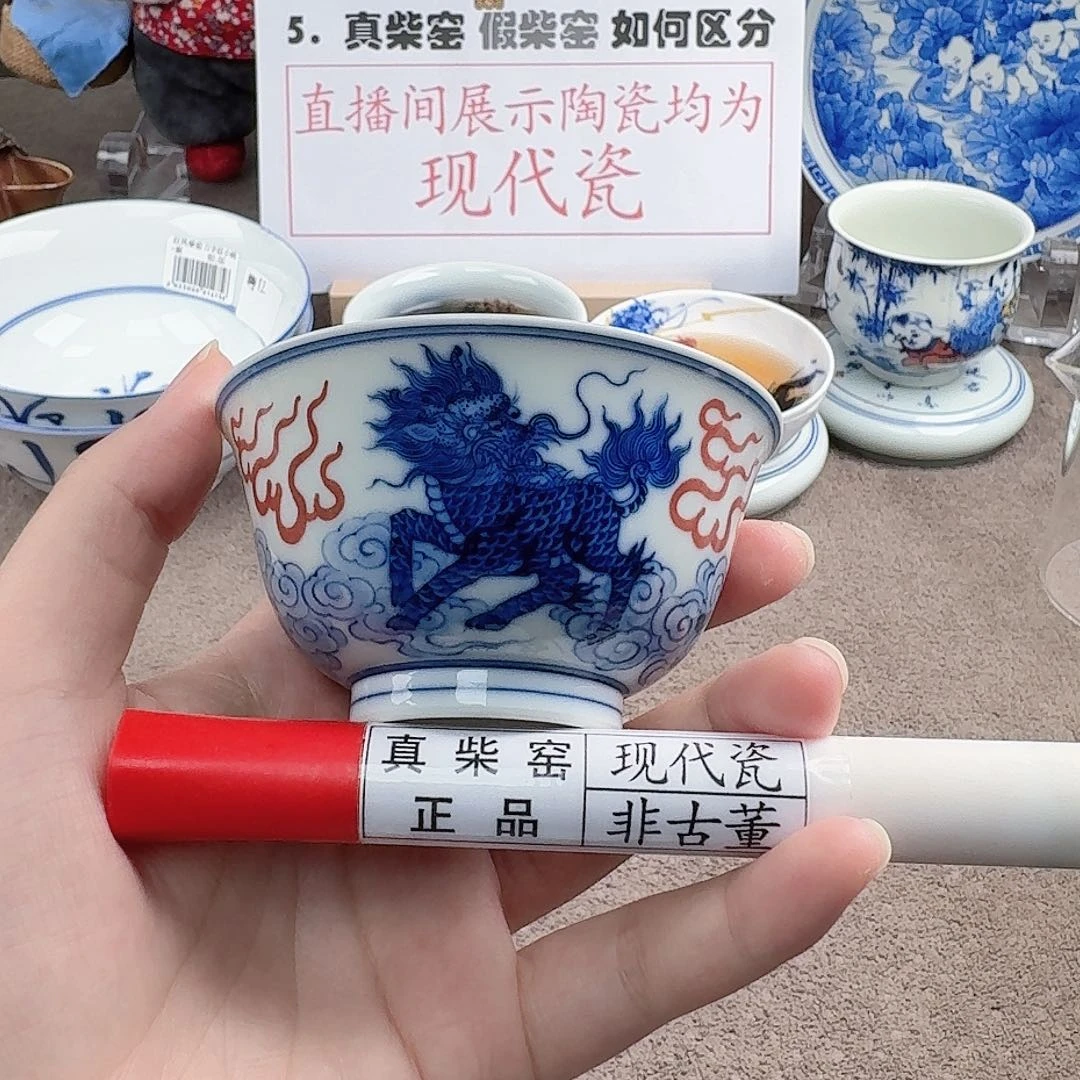 5. 真柴窑 假柴窑 如何区分
直播间展示陶瓷均为
现代瓷
真柴窑
正品
现代瓷
非古董